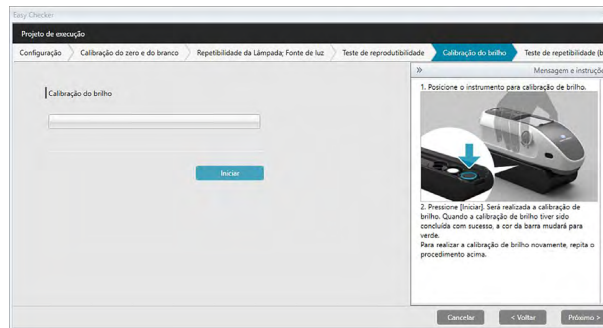 Easy Checker
Projeto de execução
Configuração
Calibração do zero e do branco
Repetibilidade da Lâmpada; Fonte de luz
Teste de reprodutibilidade
Calibração do brilho
Teste de repetibilidade (b
Mensagem e instruçõe
Calibração do brilho
Iniciar
1. Posicione o instrumento para calibração de brilho.
2. Pressione [Iniciar]. Será realizada a calibração de
brilho. Quando a calibração de brilho tiver sido
concluída com sucesso, a cor da barra mudará para
verde.
Para realizar a calibração de brilho novamente, repita o
procedimento acima.
Cancelar
< Voltar
Próximo >